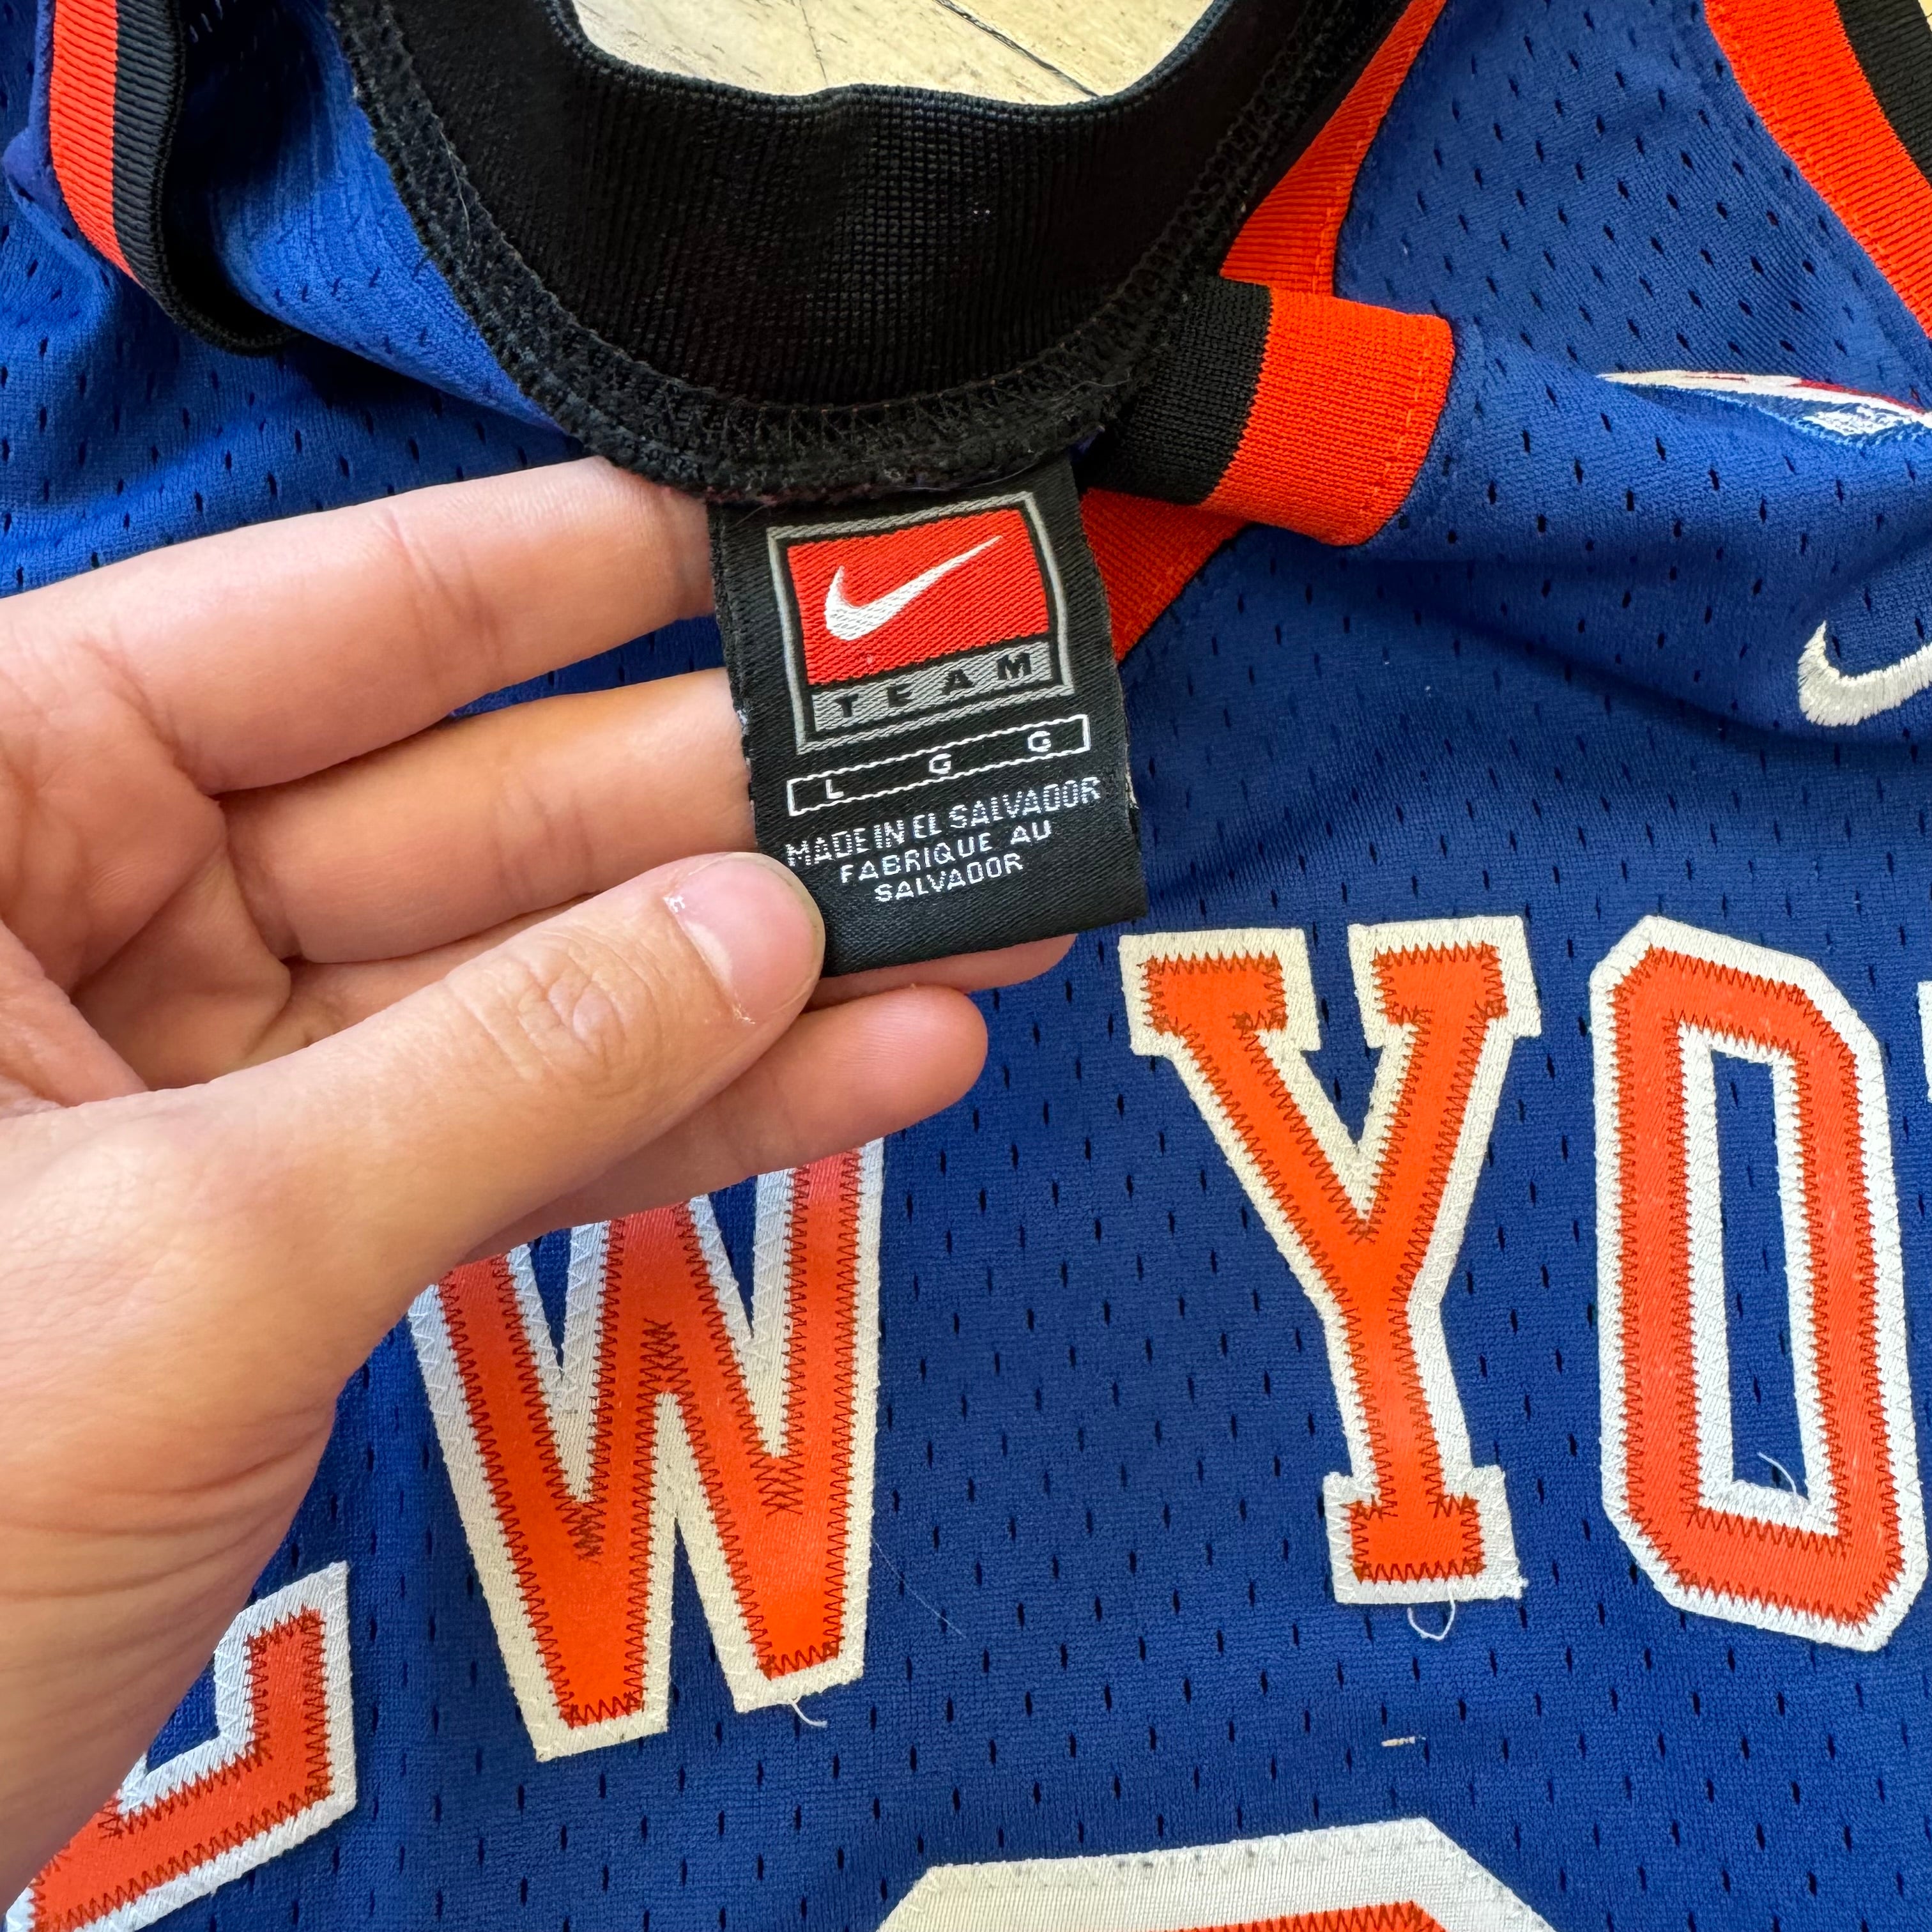 TEAM
L G G
MADE IN EL SALVADOR
FABRIQUE AU
SALVADOR
EW YO